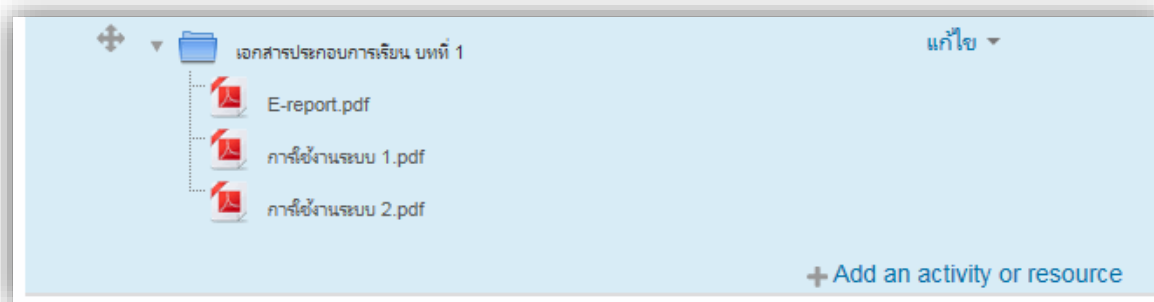 เอกสารประกอบการเรียน บทที่ 1 แก้ไข
E-report.pdf
การใช้งานระบบ 1.pdf
การใช้งานระบบ 2.pdf
Add an activity or resource